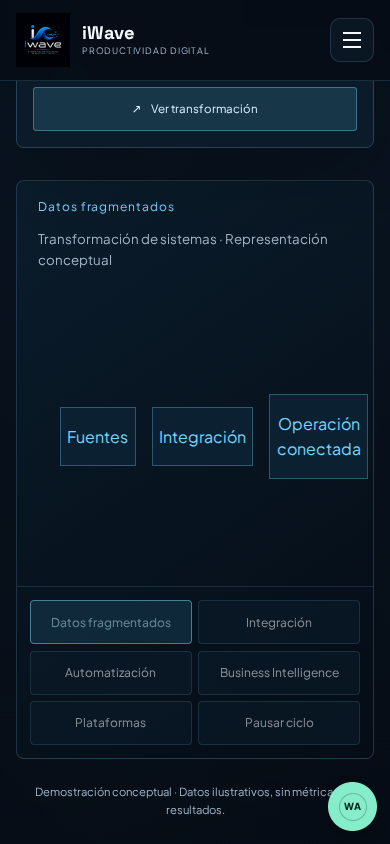 iwave
iWave
PRODUCTIVIDAD DIGITAL
↗ Ver transformación
Datos fragmentados
Transformación de sistemas · Representación
conceptual
Fuentes
Integración
Operación
conectada
Datos fragmentados
Integración
Automatización
Business Intelligence
Plataformas
Pausar ciclo
Demostración conceptual · Datos ilustrativos, sin
resultados.
WA